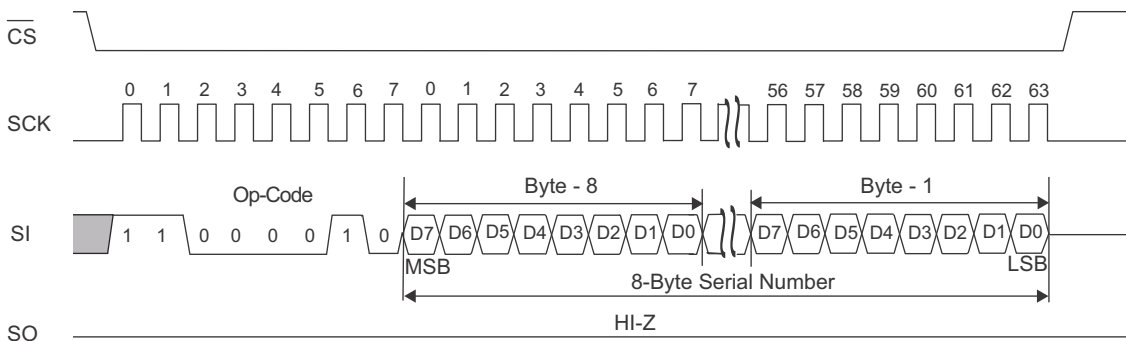 CS
0 1 2 3 4 5 6 7 0 1 2 3 4 5 6 7 56 57 58 59 60 61 62 63
SCK
Op-Code Byte - 8 Byte - 1
SI 1 1 0 0 0 0 1 0 D7 D6 D5 D4 D3 D2 D1 D0 D7 D6 D5 D4 D3 D2 D1 D0
MSB LSB
8-Byte Serial Number
HI-Z
SO